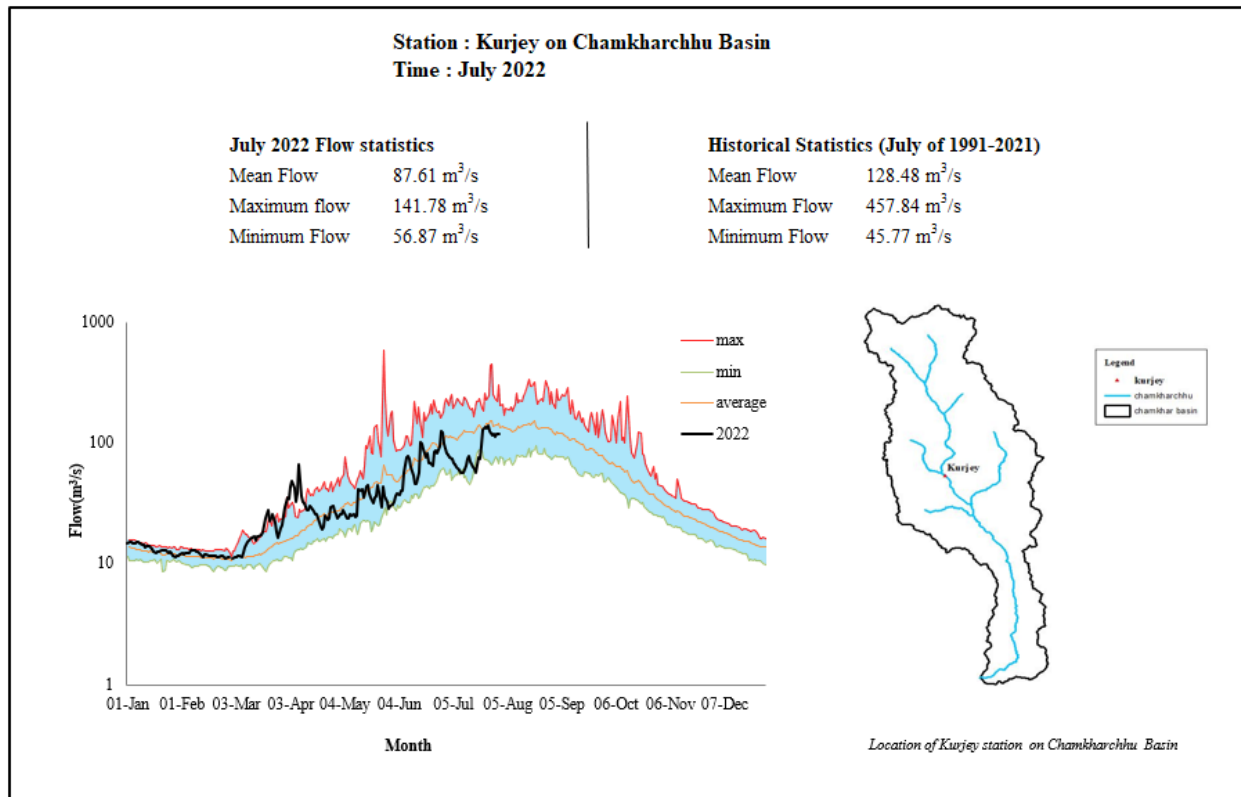 Station : Kurjey on Chamkharchhu Basin
Time : July 2022
July 2022 Flow statistics
Mean Flow 87.61 m³/s
Maximum flow 141.78 m³/s
Minimum Flow 56.87 m³/s
Historical Statistics (July of 1991-2021)
Mean Flow 128.48 m³/s
Maximum Flow 457.84 m³/s
Minimum Flow 45.77 m³/s
Flow(m³/s)
1000
100
10
1
max
min
average
2022
01-Jan 01-Feb 03-Mar 03-Apr 04-May 04-Jun 05-Jul 05-Aug 05-Sep 06-Oct 06-Nov 07-Dec
Month
Kurjey
Legend
kurjey
chamkharchhu
chamkhar basin
Location of Kurjey station on Chamkharchhu Basin